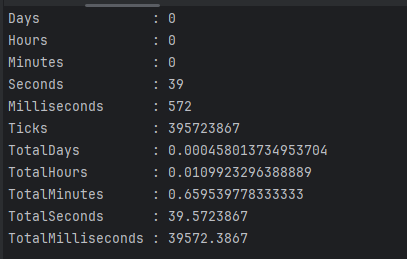 Days              : 0
Hours             : 0
Minutes           : 0
Seconds           : 39
Milliseconds      : 572
Ticks             : 395723867
TotalDays         : 0.000458013734953704
TotalHours        : 0.0109923296388889
TotalMinutes      : 0.659539778333333
TotalSeconds      : 39.5723867
TotalMilliseconds : 39572.3867